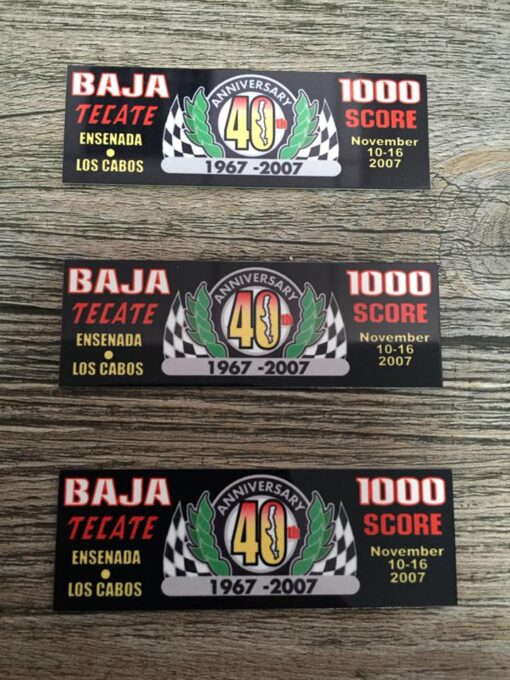 BAJA 1000
TECATE SCORE
ANNIVERSARY
40th
ENSENADA
LOS CABOS
November
10-16
2007
1967 -2007
BAJA 1000
TECATE SCORE
ANNIVERSARY
40th
ENSENADA
LOS CABOS
November
10-16
2007
1967 -2007
BAJA 1000
TECATE SCORE
ANNIVERSARY
40th
ENSENADA
LOS CABOS
November
10-16
2007
1967 -2007